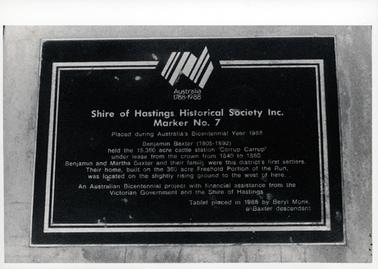 Australia
1788-1988
Shire of Hastings Historical Society Inc.
Marker No. 7
Placed during Australia's Bicentennial Year 1988
Benjamin Baxter (1805-1892)
held the 15,360 acre cattle station 'Carrup Carrup'
under lease from the crown from 1840 to 1860.
Benjamin and Martha Baxter and their family were this district's first settlers.
Their home, built on the 360 acre Freehold Portion of the Run,
was located on the slightly rising ground to the west of here.
An Australian Bicentennial project with financial assistance from the
Victorian Government and the Shire of Hastings
Tablet placed in 1988 by Beryl Monk,
a Baxter descendant